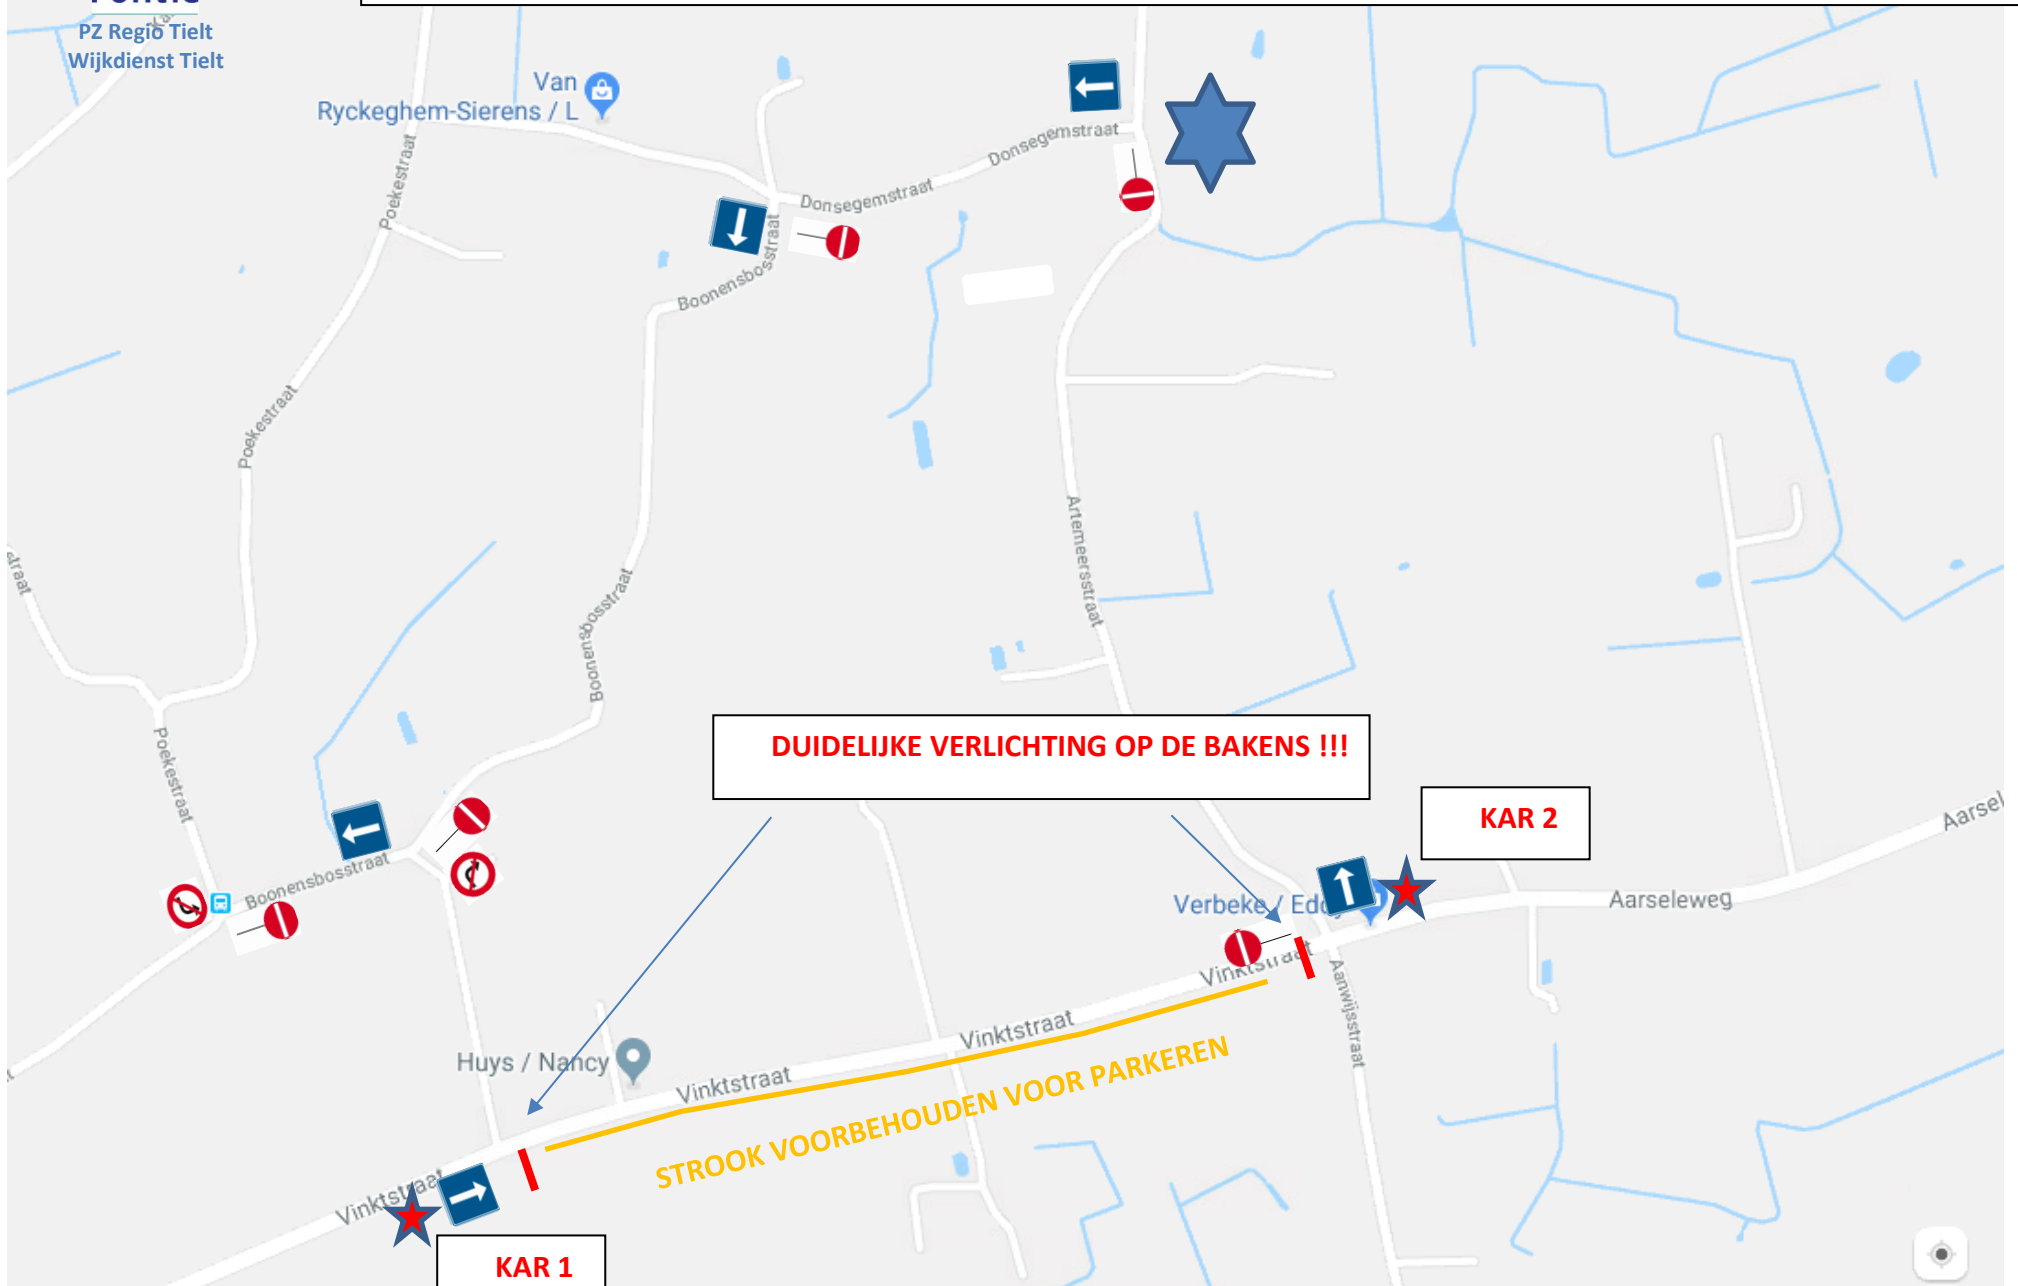 PZ Regio Tielt
Wijkdienst Tielt
Van
Ryckeghem-Sierens / L
Donsegemstraat
Donsegemstraat
Poekestraat
Boonensbosstraat
Poekestraat
Artemeersstraat
straat
Boonensbosstraat
Poekestraat
DUIDELIJKE VERLICHTING OP DE BAKENS !!!
KAR 2
Aarsel
Boonensbosstraat
Verbeke / Eddy
Aarseleweg
Vinktstraat
Aanwijsstraat
Vinktstraat
Huys / Nancy
Vinktstraat
STROOK VOORBEHOUDEN VOOR PARKEREN
Vinktstraat
KAR 1